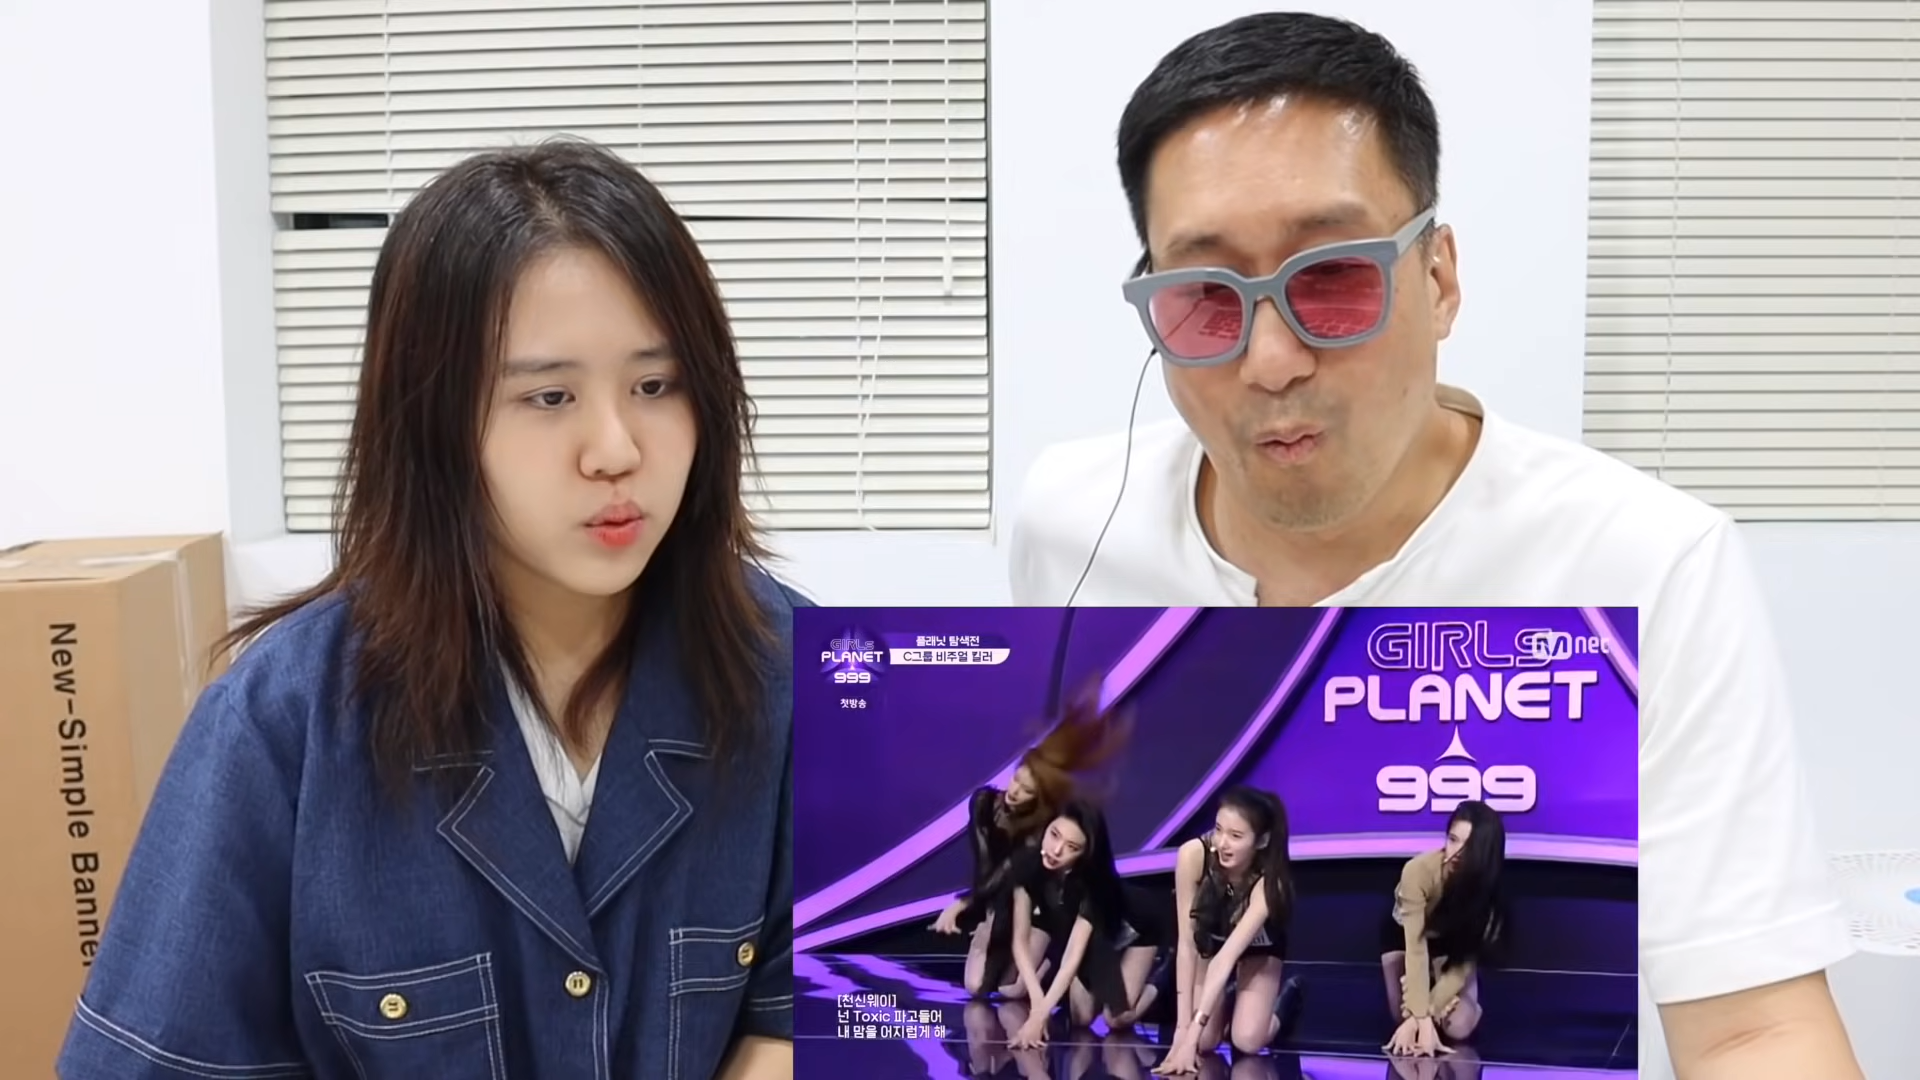 New-Simple Banne
GIRLS
PLANET
999
첫방송
플래닛 탐색전
C그룹 비주얼 킬러
GIRLS
PLANET
999
Mnet
[천신웨이]
넌 Toxic 파고들어
내 맘을 어지럽게 해
n
n
n